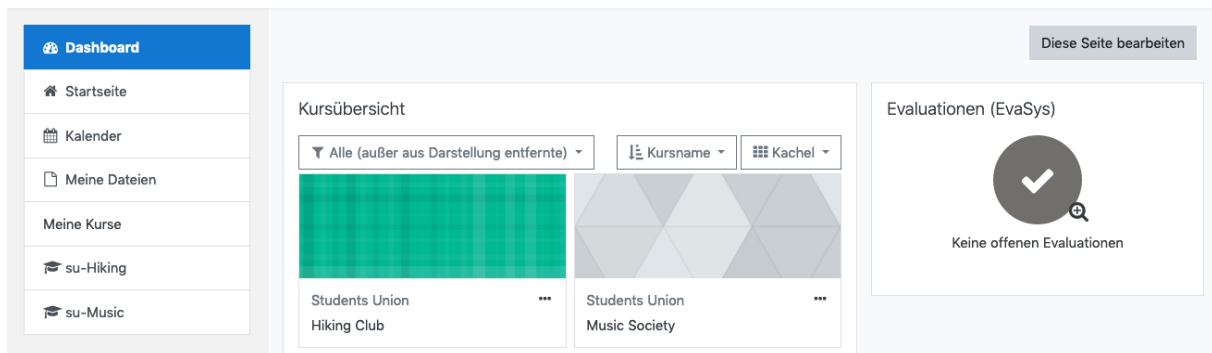 Dashboard
Startseite
Kalender
Meine Dateien
Meine Kurse
su-Hiking
su-Music
Diese Seite bearbeiten
Kursübersicht
Alle (außer aus Darstellung entfernte)
Kursname
Kachel
Students Union
Hiking Club
Students Union
Music Society
Evaluationen (EvaSys)
Keine offenen Evaluationen